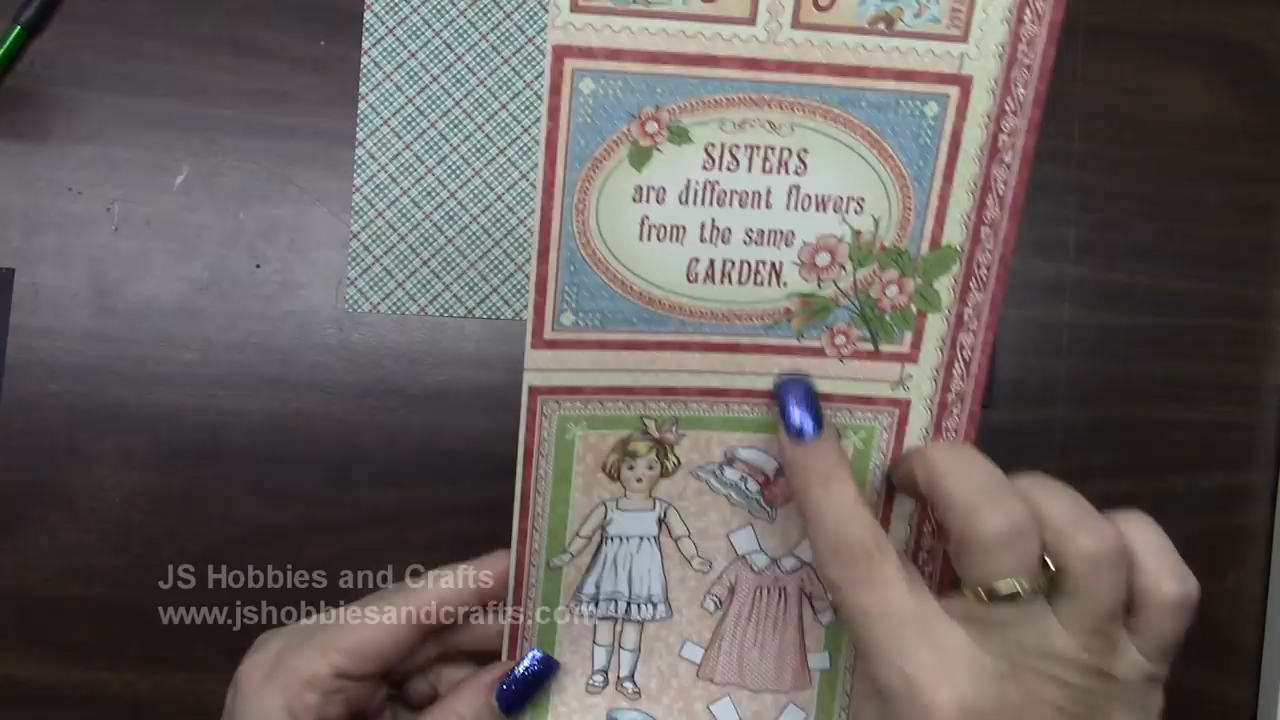 SISTERS
are different flowers
from the same
GARDEN.
JS Hobbies and Crafts
www.jshobbiesandcrafts.com